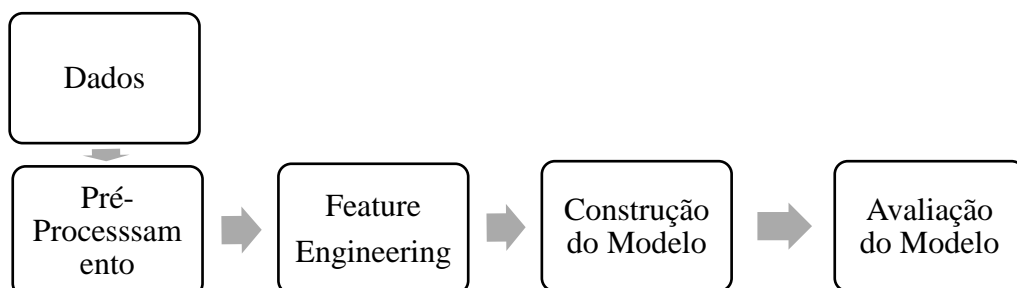 Dados
Pré-
Processsam
ento
Feature
Engineering
Construção
do Modelo
Avaliação
do Modelo